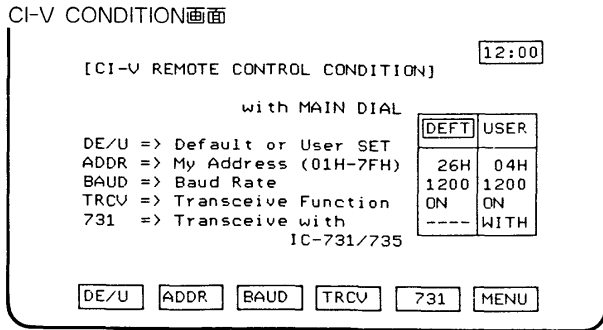 CI-V CONDITION画面
12:00
[CI-V REMOTE CONTROL CONDITION]
with MAIN DIAL
DEFT USER
DE/U => Default or User SET
ADDR => My Address (01H-7FH) 26H 04H
BAUD => Baud Rate 1200 1200
TRCV => Transceive Function ON ON
731 => Transceive with ---- WITH
IC-731/735
DE/U ADDR BAUD TRCV 731 MENU